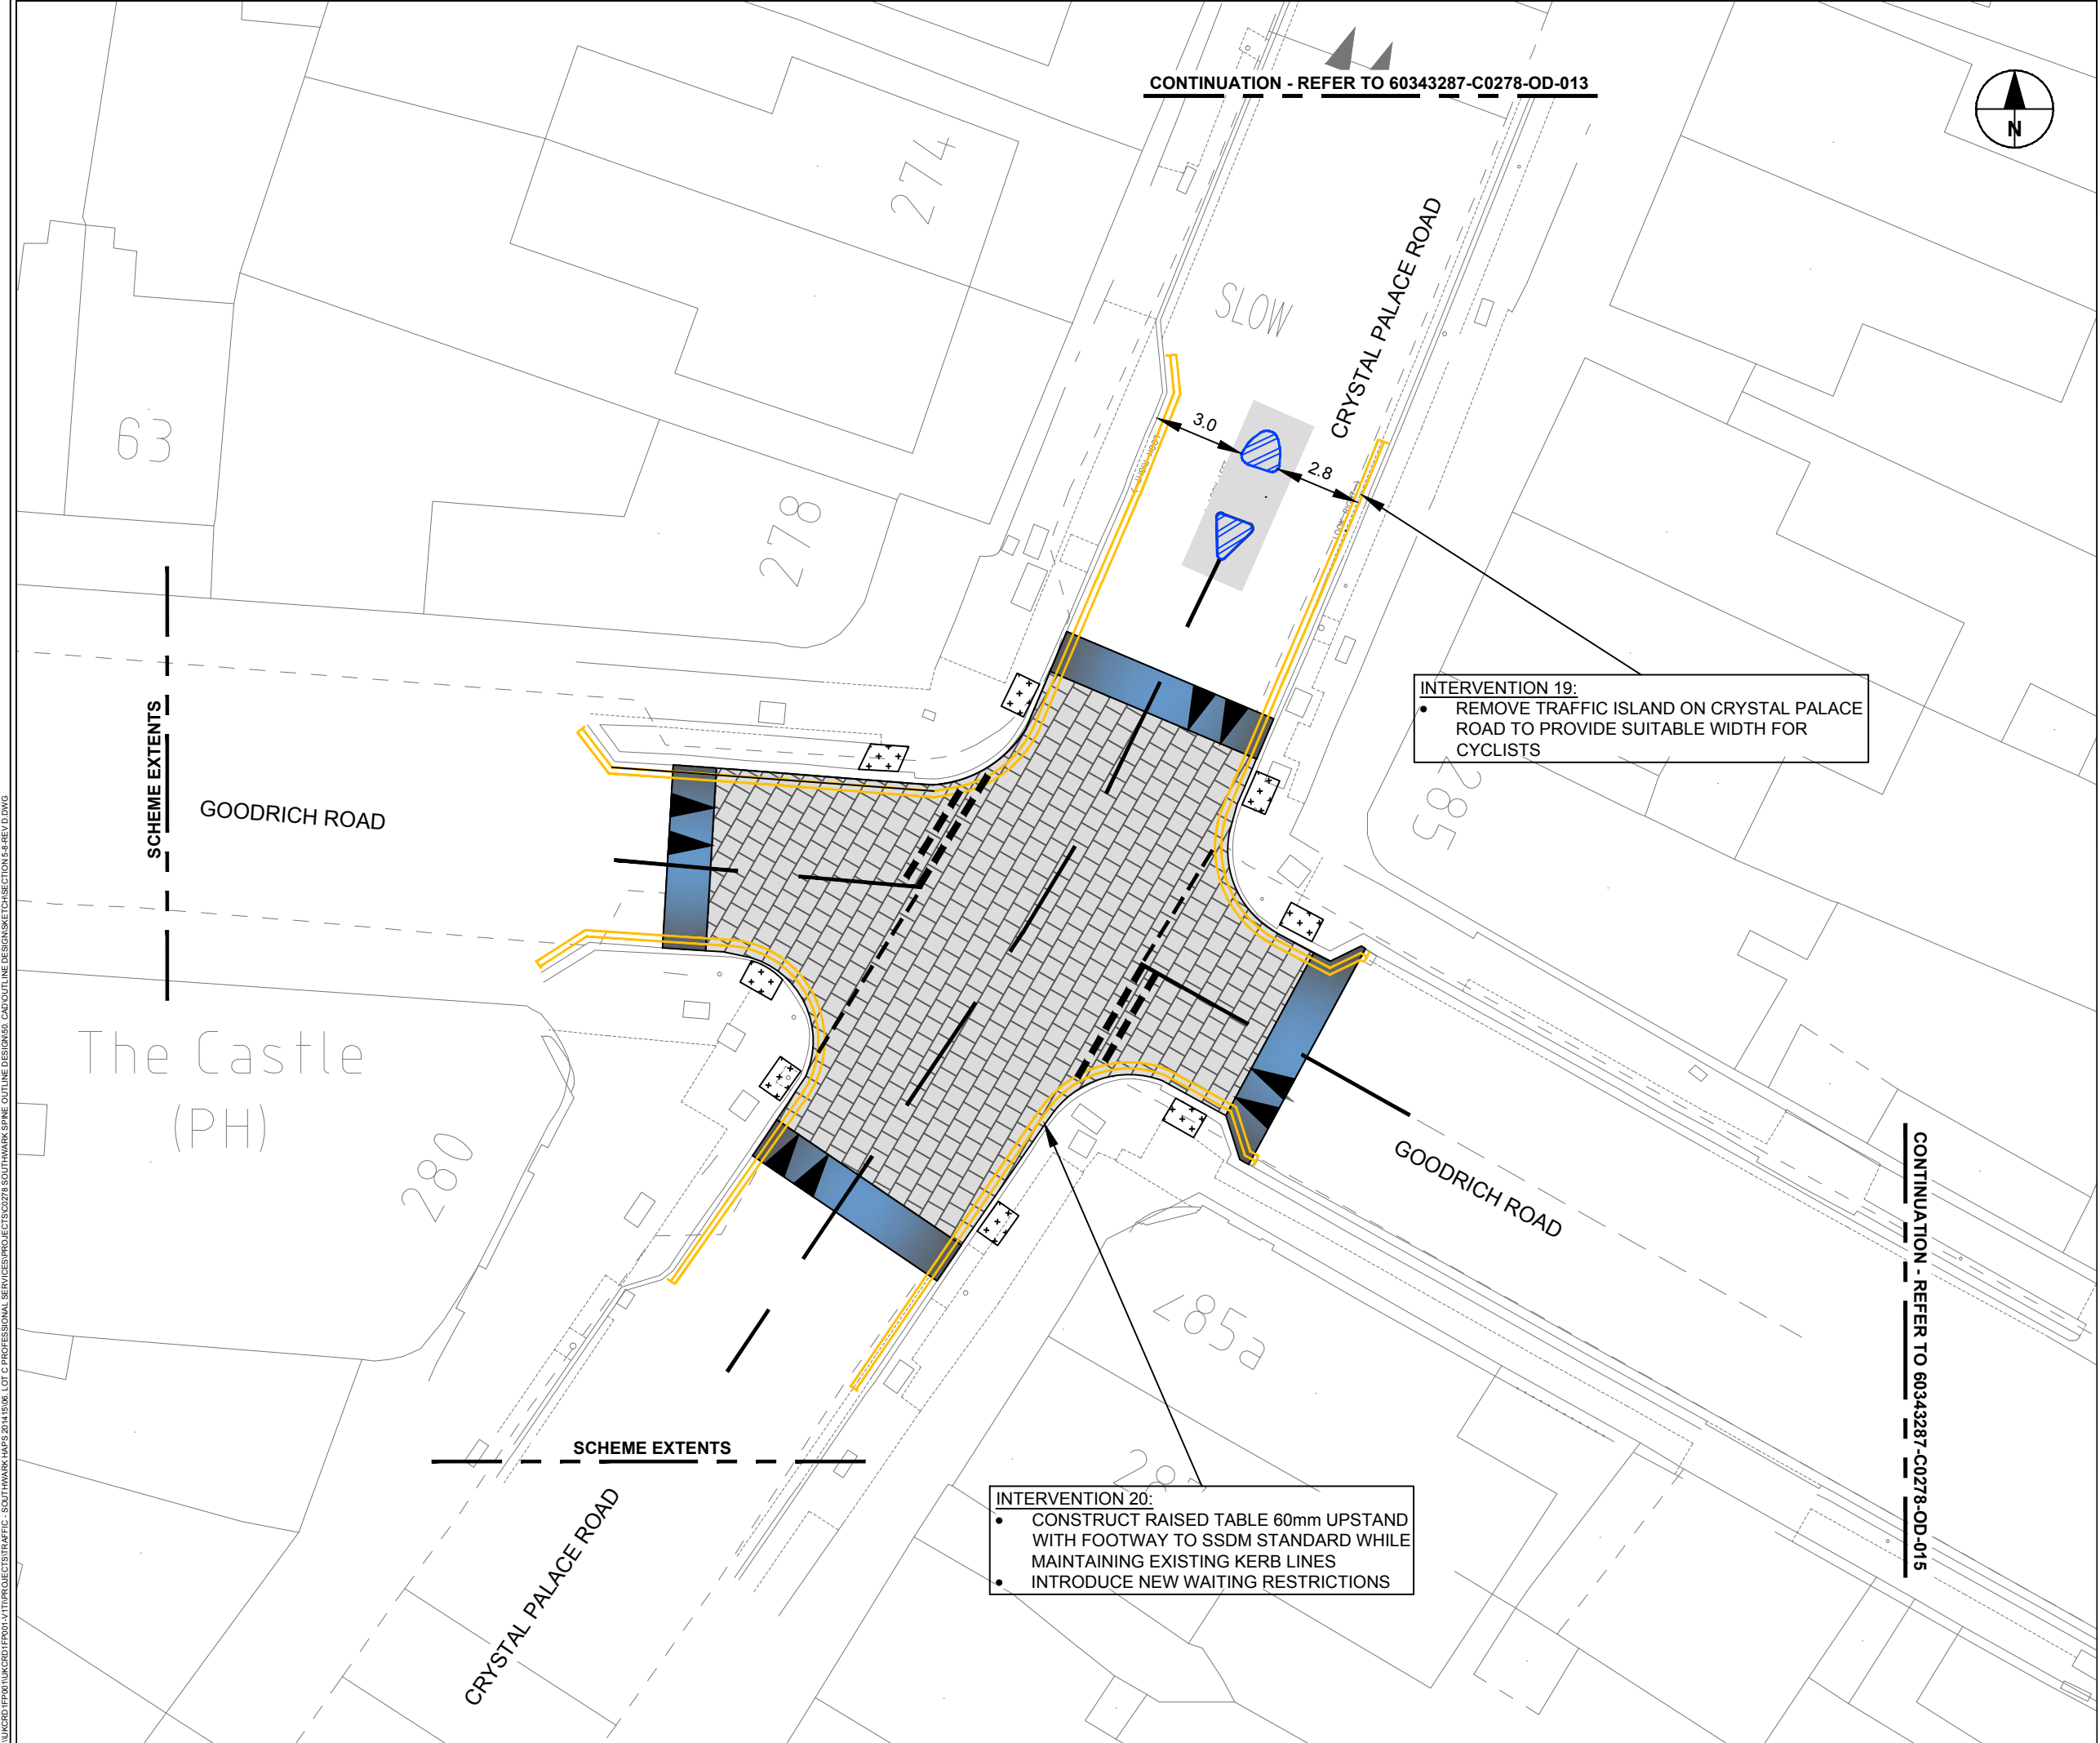 CONTINUATION - REFER TO 60343287-C0278-OD-013
N
274
SLOW
CRYSTAL PALACE ROAD
63
3.0
2.8
278
INTERVENTION 19:
• REMOVE TRAFFIC ISLAND ON CRYSTAL PALACE
ROAD TO PROVIDE SUITABLE WIDTH FOR
CYCLISTS
SCHEME EXTENTS
GOODRICH ROAD
285
The Castle
(PH)
280
GOODRICH ROAD
CONTINUATION - REFER TO 60343287-C0278-OD-015
285a
SCHEME EXTENTS
INTERVENTION 20:
• CONSTRUCT RAISED TABLE 60mm UPSTAND
WITH FOOTWAY TO SSDM STANDARD WHILE
MAINTAINING EXISTING KERB LINES
• INTRODUCE NEW WAITING RESTRICTIONS
CRYSTAL PALACE ROAD